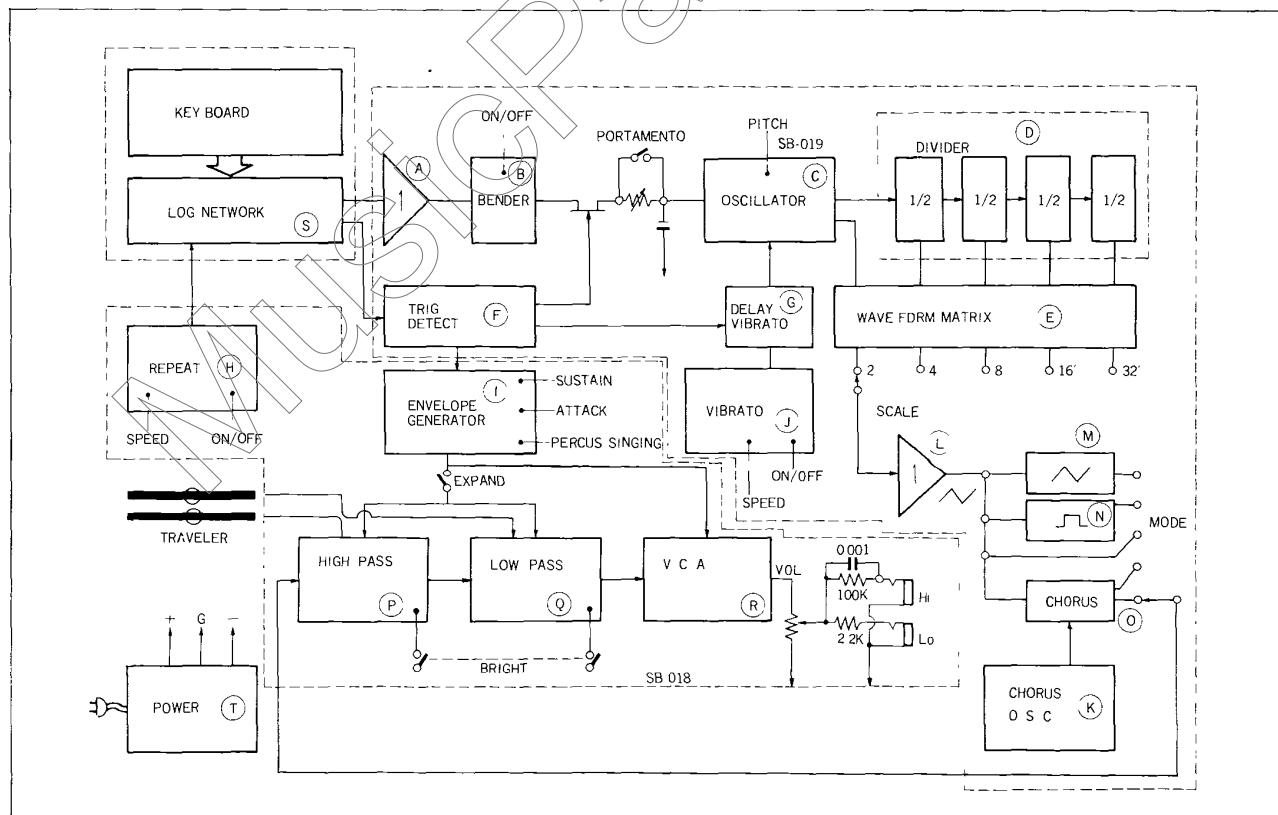 KEY BOARD
LOG NETWORK
S
A
1
ON/OFF
B
BENDER
PORTAMENTO
PITCH
SB-019
C
OSCILLATOR
D
DIVIDER
1/2
1/2
1/2
1/2
TRIG
DETECT
F
G
DELAY
VIBRATO
WAVE FDRM MATRIX
E
2
4
8
16'
32'
REPEAT
H
SPEED
ON/OFF
ENVELOPE
GENERATOR
I
SUSTAIN
ATTACK
PERCUS SINGING
VIBRATO
J
SPEED
ON/OFF
SCALE
L
1
M
N
MODE
EXPAND
TRAVELER
HIGH PASS
P
LOW PASS
Q
V C A
R
VOL
0 001
100K
Hi
2 2K
Lo
CHORUS
O
BRIGHT
SB 018
CHORUS
O S C
K
+
G
−
POWER
T